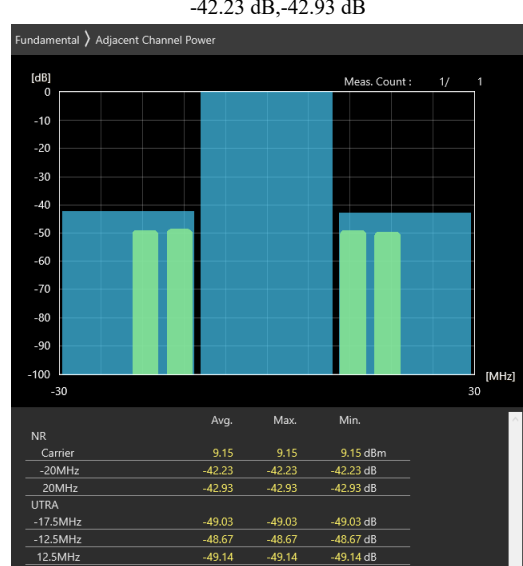 -42.23 dB,-42.93 dB
Fundamental 〉 Adjacent Channel Power
[dB] Meas. Count : 1/ 1
0
-10
-20
-30
-40
-50
-60
-70
-80
-90
-100
[MHz]
-30 30
Avg. Max. Min.
NR
Carrier 9.15 9.15 9.15 dBm
-20MHz -42.23 -42.23 -42.23 dB
20MHz -42.93 -42.93 -42.93 dB
UTRA
-17.5MHz -49.03 -49.03 -49.03 dB
-12.5MHz -48.67 -48.67 -48.67 dB
12.5MHz -49.14 -49.14 -49.14 dB